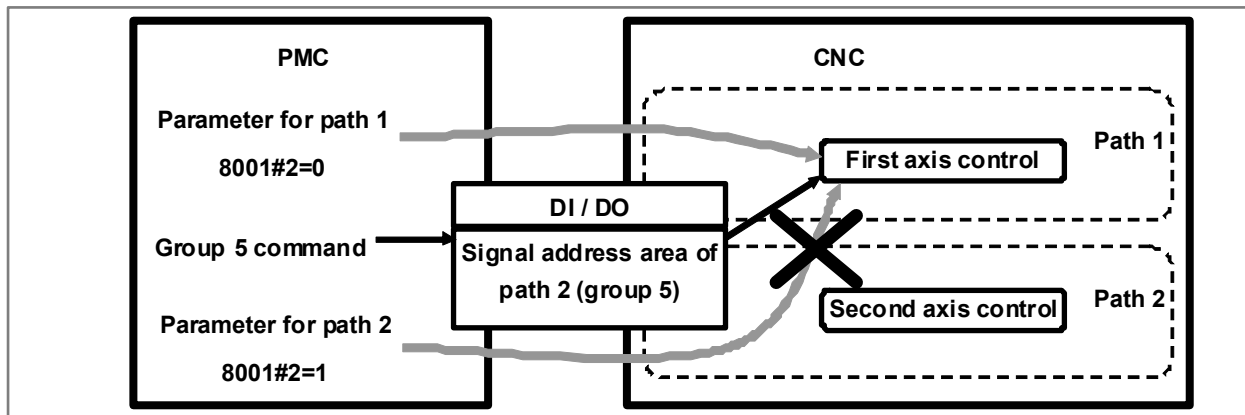 PMC
Parameter for path 1
8001#2=0
Group 5 command
Parameter for path 2
8001#2=1
DI / DO
Signal address area of
path 2 (group 5)
CNC
First axis control
Path 1
Second axis control
Path 2